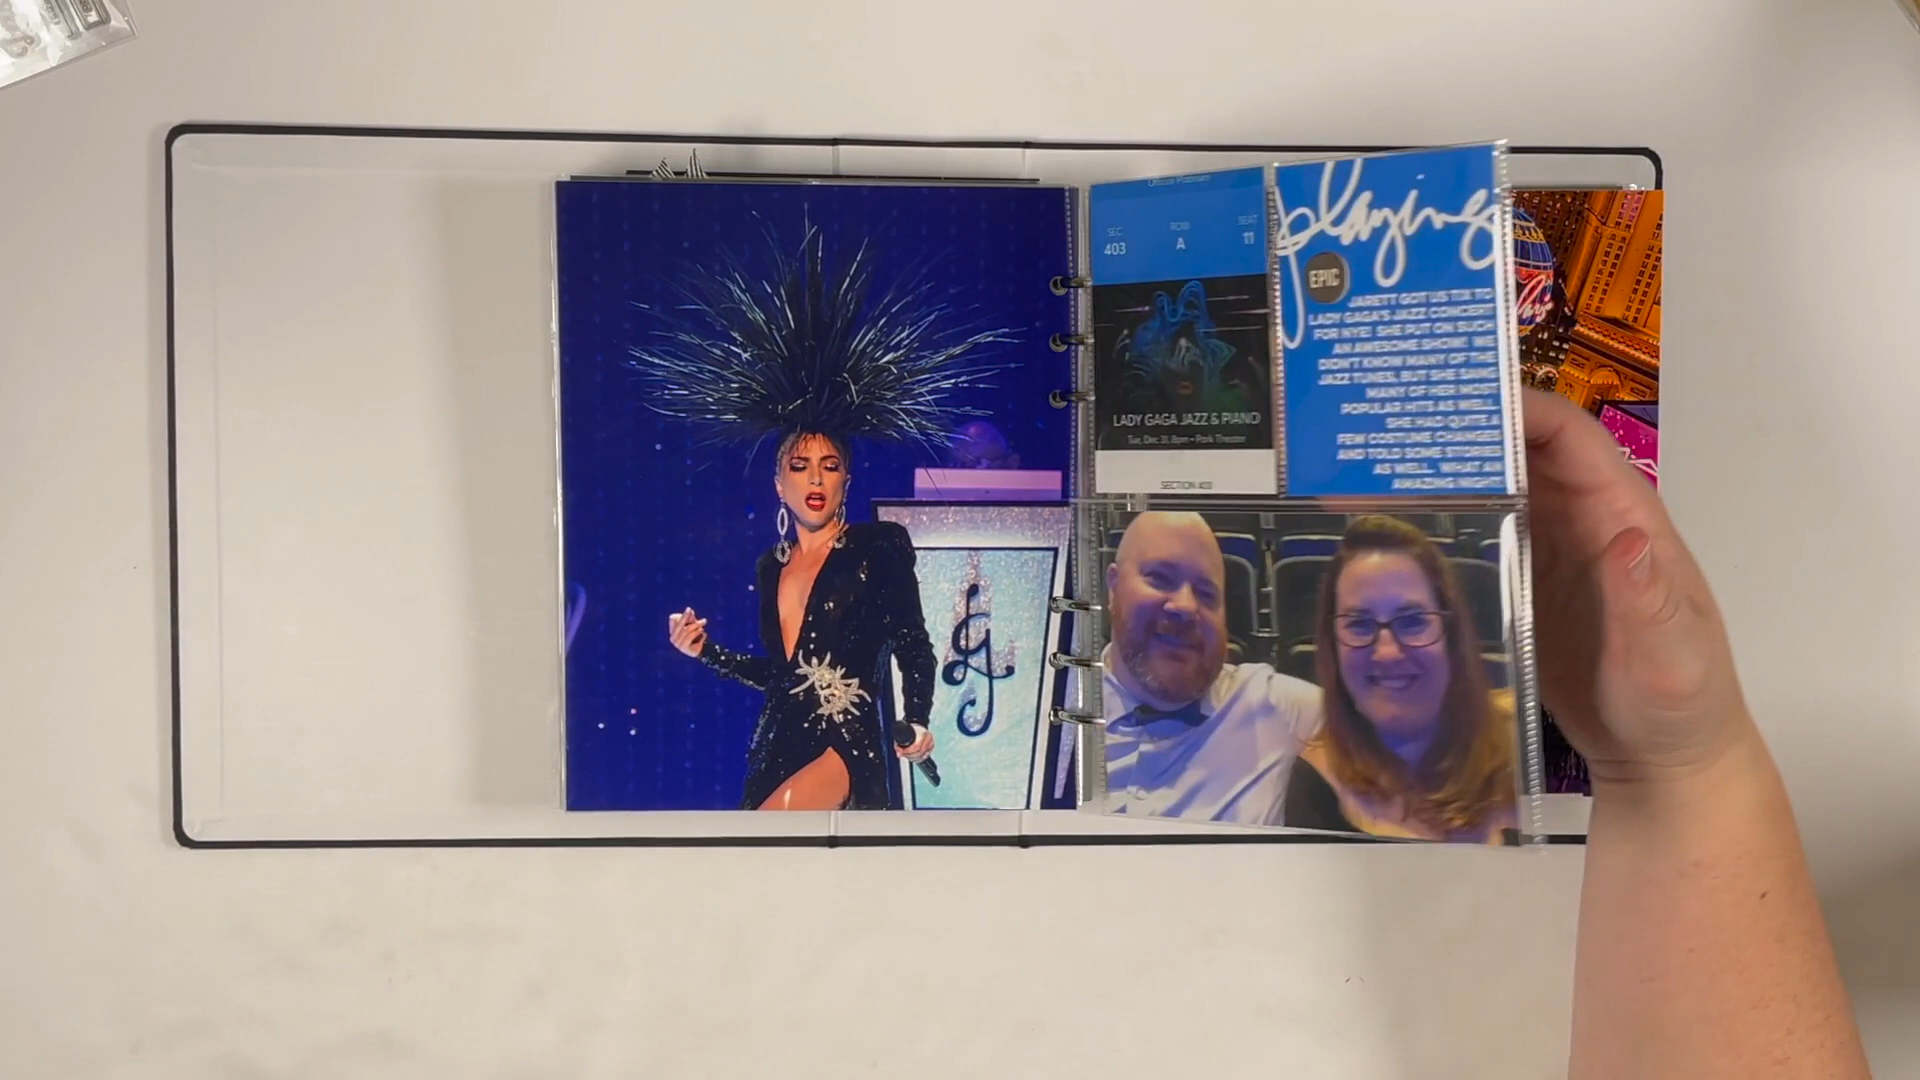 SEC
403
ROW
A
SEAT
11
LADY GAGA JAZZ & PIANO
Tue, Dec 31, 8pm • Park Theater
SECTION 403
playing
EPIC
JARETT GOT US TIX TO
LADY GAGA'S JAZZ CONCERT
FOR NYE! SHE PUT ON SUCH
AN AWESOME SHOW! WE
DIDN'T KNOW MANY OF THE
JAZZ TUNES, BUT SHE SANG
MANY OF HER MOST
POPULAR HITS AS WELL.
SHE HAD QUITE A
FEW COSTUME CHANGES
AND TOLD SOME STORIES
AS WELL. WHAT AN
AMAZING NIGHT